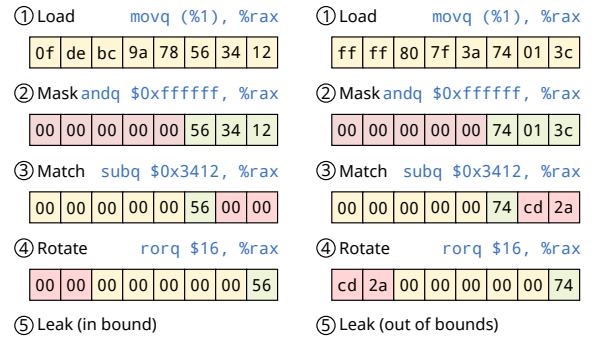 ① Load movq (%1), %rax
0f de bc 9a 78 56 34 12
② Mask andq $0xffffff, %rax
00 00 00 00 00 56 34 12
③ Match subq $0x3412, %rax
00 00 00 00 00 56 00 00
④ Rotate rorq $16, %rax
00 00 00 00 00 00 00 56
⑤ Leak (in bound)
① Load movq (%1), %rax
ff ff 80 7f 3a 74 01 3c
② Mask andq $0xffffff, %rax
00 00 00 00 00 74 01 3c
③ Match subq $0x3412, %rax
00 00 00 00 00 74 cd 2a
④ Rotate rorq $16, %rax
cd 2a 00 00 00 00 00 74
⑤ Leak (out of bounds)